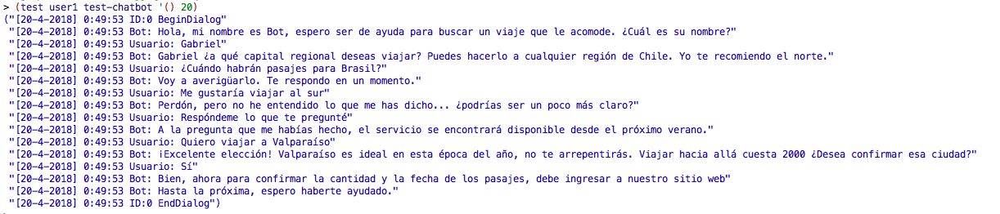 > (test user1 test-chatbot '() 20)
("[20-4-2018] 0:49:53 ID:0 BeginDialog"
"[20-4-2018] 0:49:53 Bot: Hola, mi nombre es Bot, espero ser de ayuda para buscar un viaje que le acomode. ¿Cuál es su nombre?"
"[20-4-2018] 0:49:53 Usuario: Gabriel"
"[20-4-2018] 0:49:53 Bot: Gabriel ¿a qué capital regional deseas viajar? Puedes hacerlo a cualquier región de Chile. Yo te recomiendo el norte."
"[20-4-2018] 0:49:53 Usuario: ¿Cuándo habrán pasajes para Brasil?"
"[20-4-2018] 0:49:53 Bot: Voy a averigüarlo. Te respondo en un momento."
"[20-4-2018] 0:49:53 Usuario: Me gustaría viajar al sur"
"[20-4-2018] 0:49:53 Bot: Perdón, pero no he entendido lo que me has dicho... ¿podrías ser un poco más claro?"
"[20-4-2018] 0:49:53 Usuario: Respóndeme lo que te pregunté"
"[20-4-2018] 0:49:53 Bot: A la pregunta que me habías hecho, el servicio se encontrará disponible desde el próximo verano."
"[20-4-2018] 0:49:53 Usuario: Quiero viajar a Valparaíso"
"[20-4-2018] 0:49:53 Bot: ¡Excelente elección! Valparaíso es ideal en esta época del año, no te arrepentirás. Viajar hacia allá cuesta 2000 ¿Desea confirmar esa ciudad?"
"[20-4-2018] 0:49:53 Usuario: Sí"
"[20-4-2018] 0:49:53 Bot: Bien, ahora para confirmar la cantidad y la fecha de los pasajes, debe ingresar a nuestro sitio web"
"[20-4-2018] 0:49:53 Bot: Hasta la próxima, espero haberte ayudado."
"[20-4-2018] 0:49:53 ID:0 EndDialog")